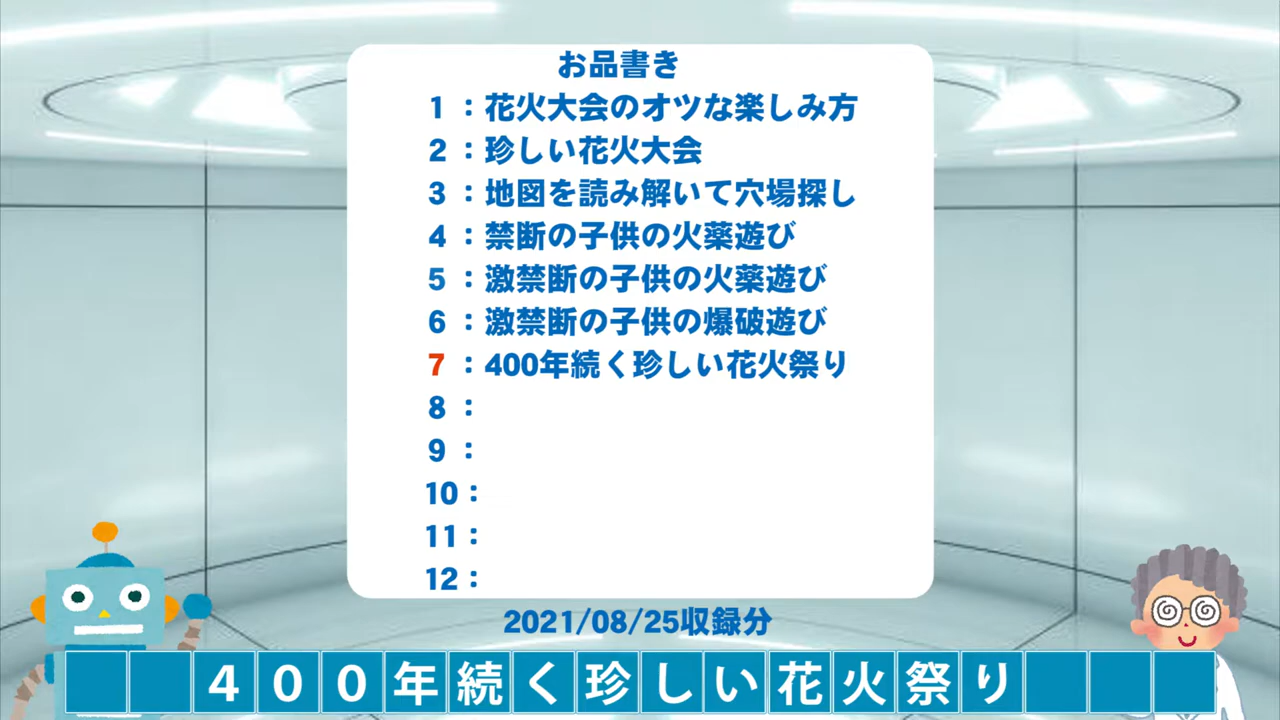 お品書き
1：花火大会のオツな楽しみ方
2：珍しい花火大会
3：地図を読み解いて穴場探し
4：禁断の子供の火薬遊び
5：激禁断の子供の火薬遊び
6：激禁断の子供の爆破遊び
7：400年続く珍しい花火祭り
8：
9：
10：
11：
12：
2021/08/25収録分
４００年続く珍しい花火祭り